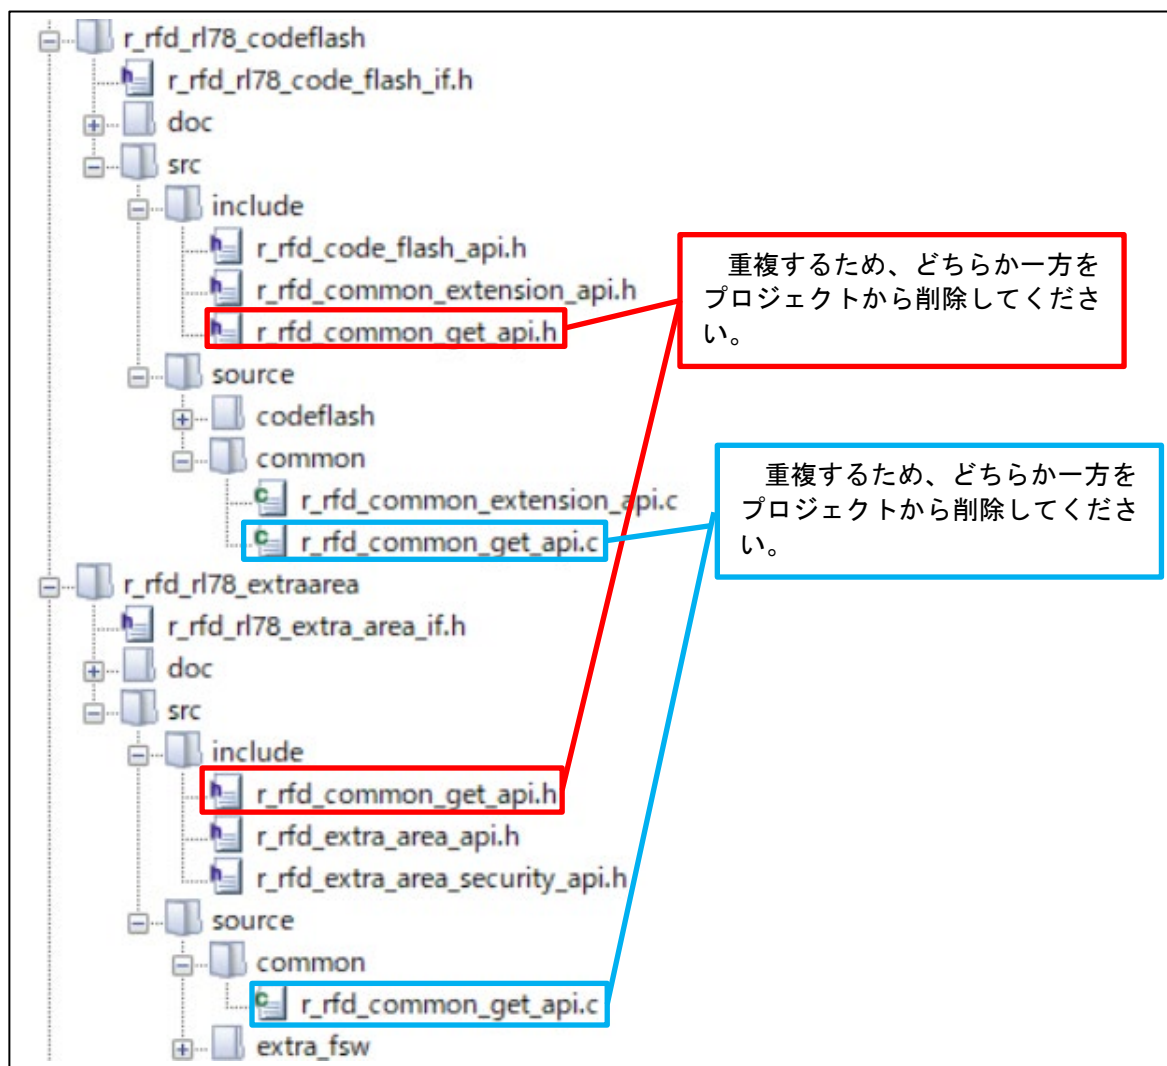 r_rfd_rl78_codeflash
r_rfd_rl78_code_flash_if.h
doc
src
include
r_rfd_code_flash_api.h
r_rfd_common_extension_api.h
r_rfd_common_get_api.h
source
codeflash
common
r_rfd_common_extension_api.c
r_rfd_common_get_api.c
r_rfd_rl78_extraarea
r_rfd_rl78_extra_area_if.h
doc
src
include
r_rfd_common_get_api.h
r_rfd_extra_area_api.h
r_rfd_extra_area_security_api.h
source
common
r_rfd_common_get_api.c
extra_fsw
重複するため、どちらか一方を
プロジェクトから削除してくださ
い。
重複するため、どちらか一方を
プロジェクトから削除してくださ
い。